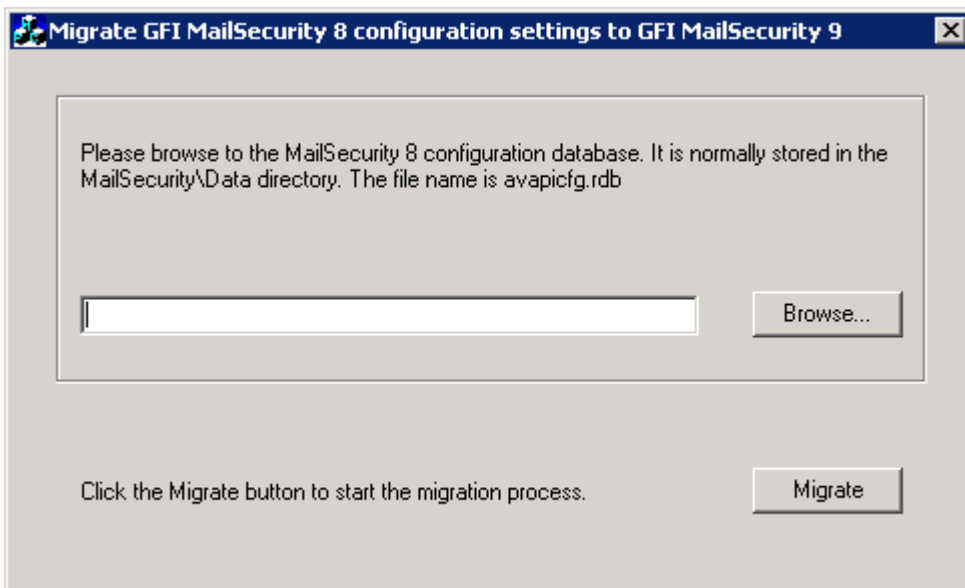 Migrate GFI MailSecurity 8 configuration settings to GFI MailSecurity 9
Please browse to the MailSecurity 8 configuration database. It is normally stored in the
MailSecurity\Data directory. The file name is avapicfg.rdb
Browse...
Click the Migrate button to start the migration process.
Migrate